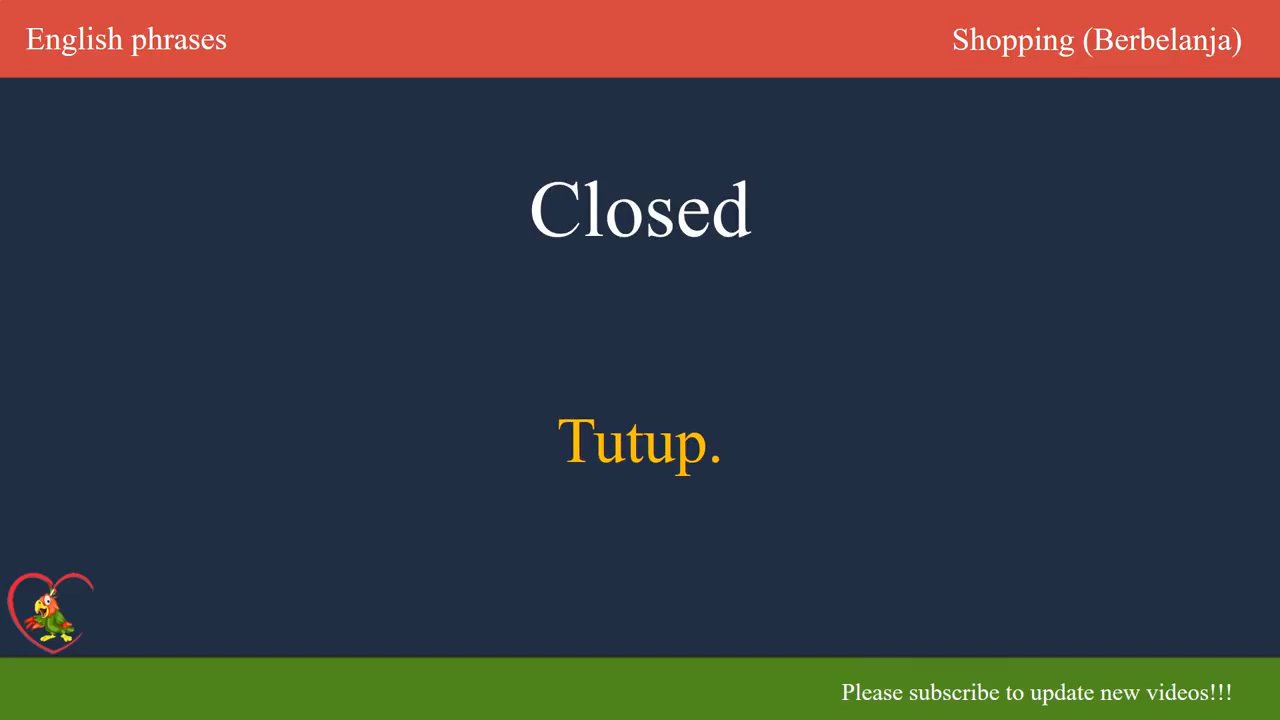 English phrases
Shopping (Berbelanja)
Closed
Tutup.
Please subscribe to update new videos!!!